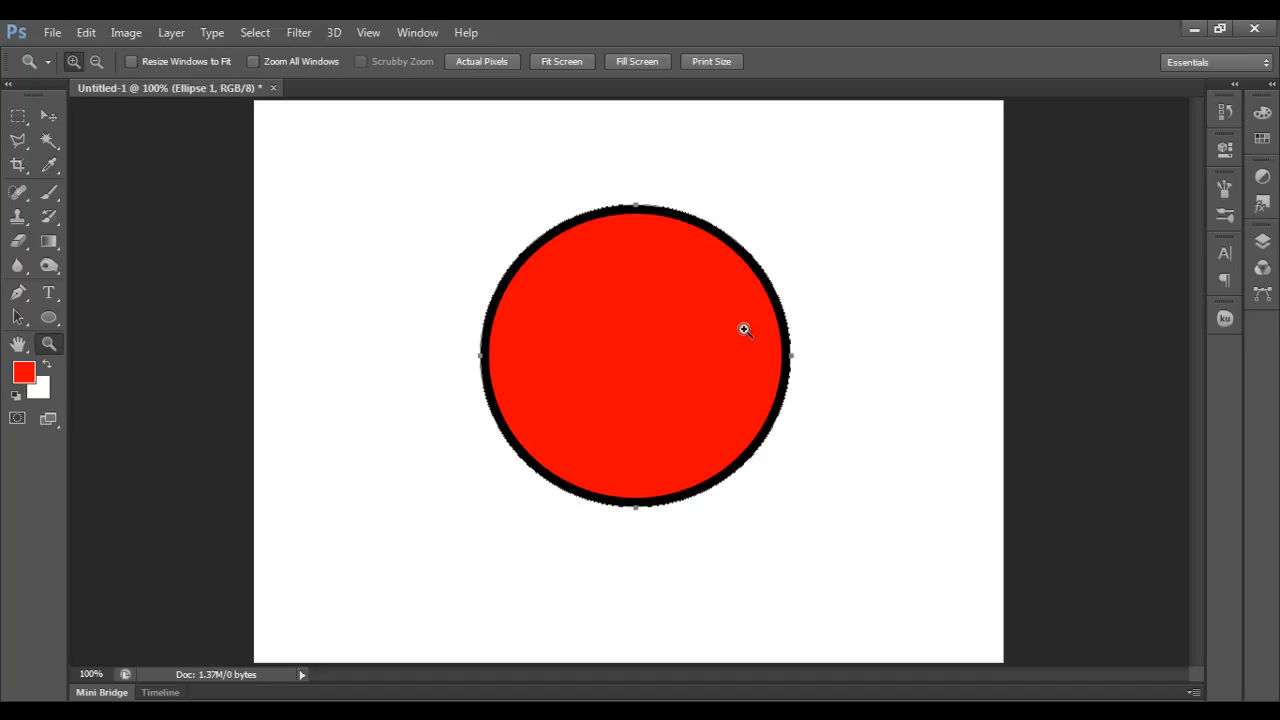 Ps File Edit Image Layer Type Select Filter 3D View Window Help
Resize Windows to Fit Zoom All Windows Scrubby Zoom Actual Pixels Fit Screen Fill Screen Print Size Essentials
Untitled-1 @ 100% (Ellipse 1, RGB/8) * ×
T
A|
fx
ku
100% Doc: 1.37M/0 bytes
Mini Bridge Timeline